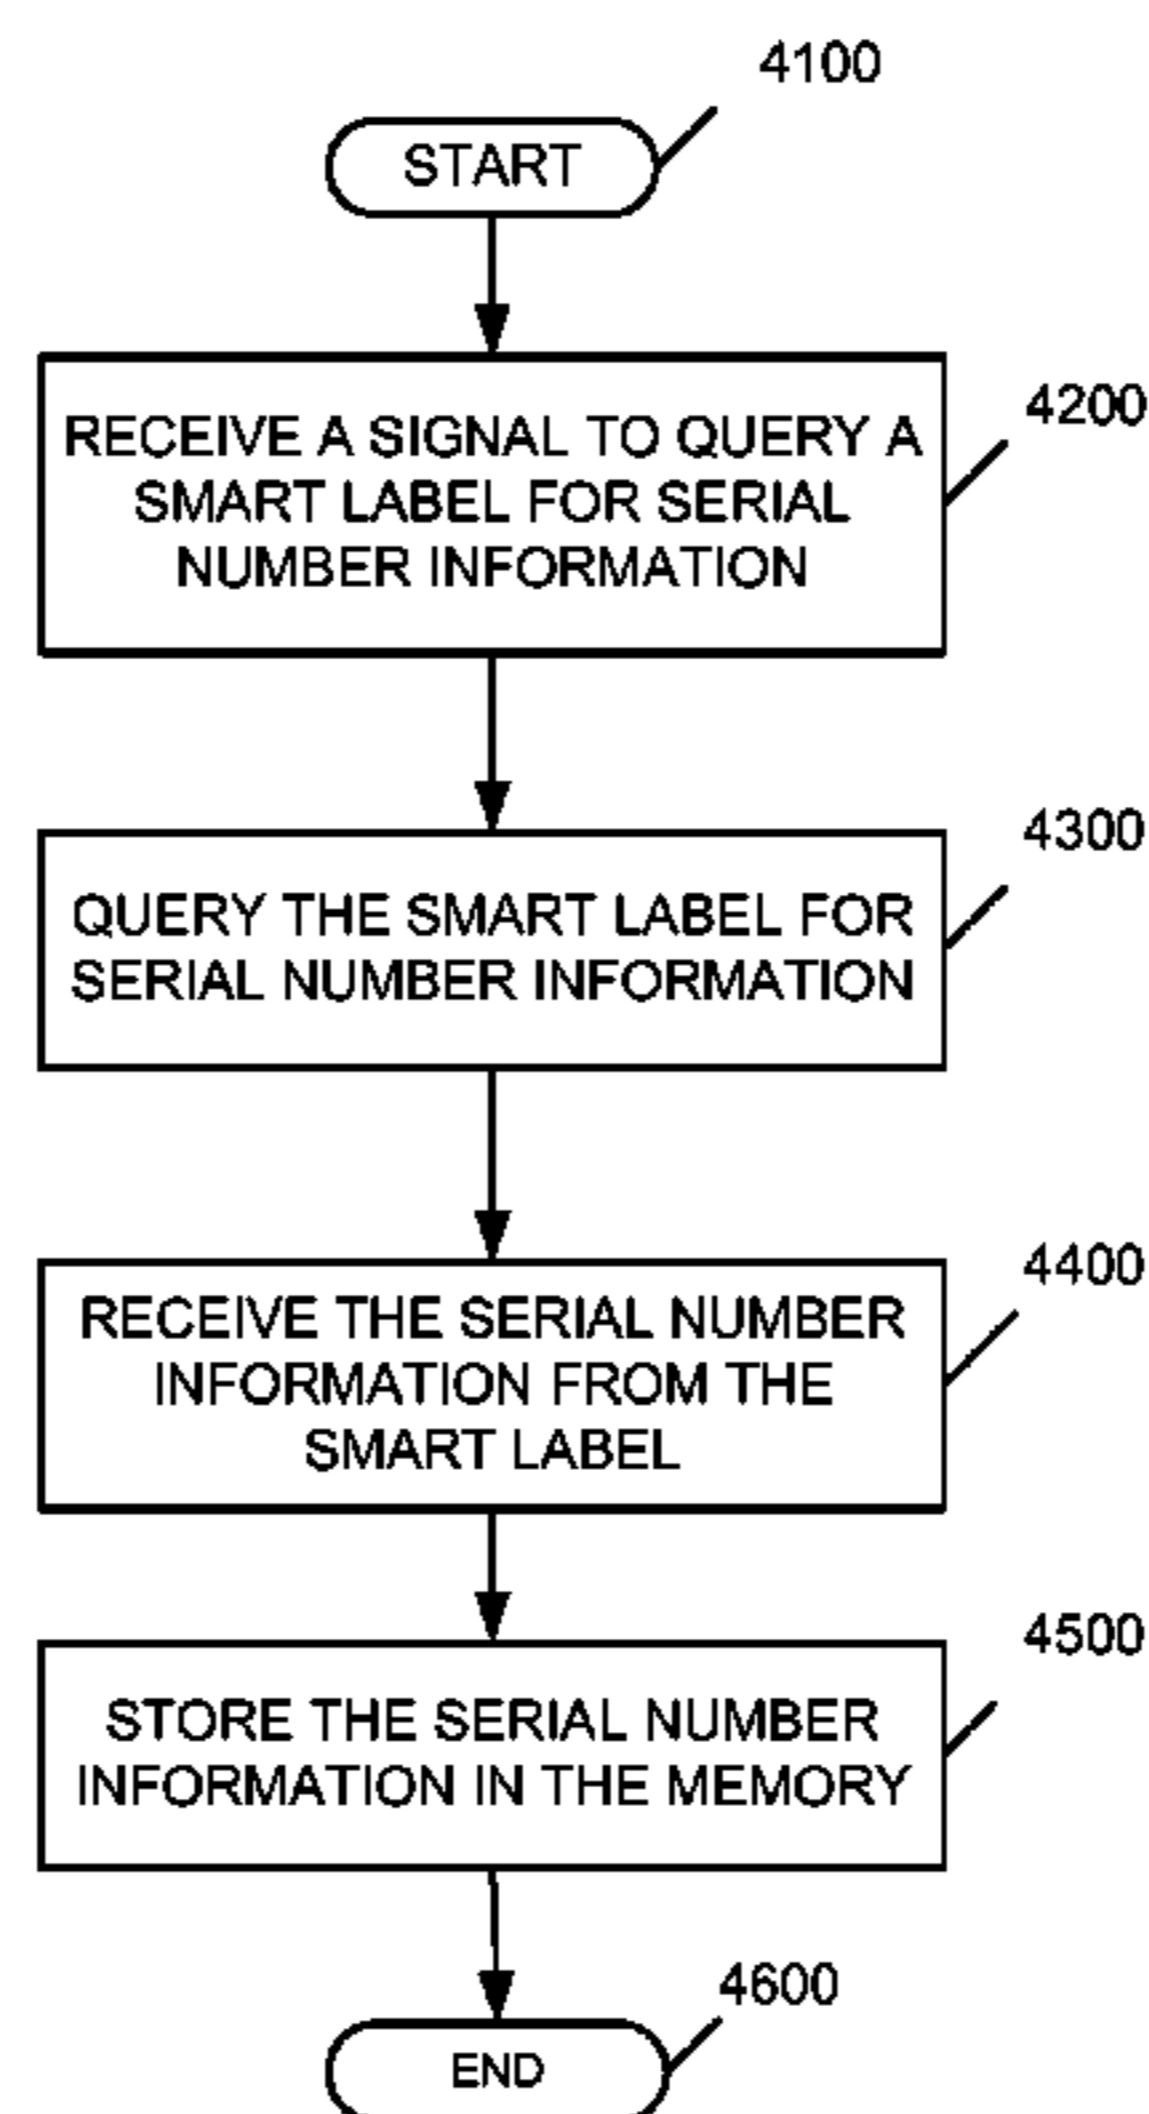 4100
START
4200
RECEIVE A SIGNAL TO QUERY A
SMART LABEL FOR SERIAL
NUMBER INFORMATION
4300
QUERY THE SMART LABEL FOR
SERIAL NUMBER INFORMATION
4400
RECEIVE THE SERIAL NUMBER
INFORMATION FROM THE
SMART LABEL
4500
STORE THE SERIAL NUMBER
INFORMATION IN THE MEMORY
4600
END